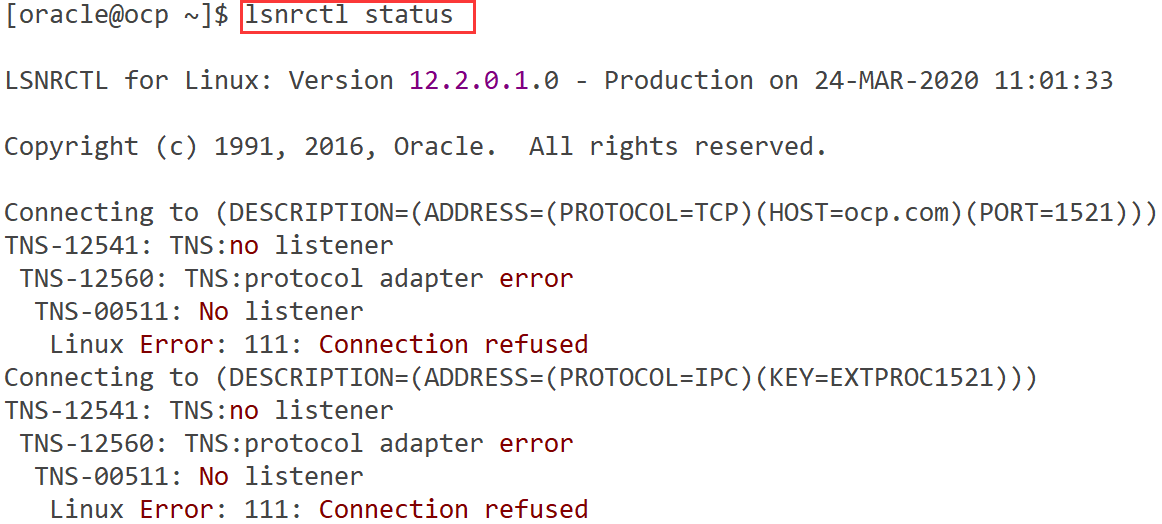 [oracle@ocp ~]$ lsnrctl status
LSNRCTL for Linux: Version 12.2.0.1.0 - Production on 24-MAR-2020 11:01:33
Copyright (c) 1991, 2016, Oracle.  All rights reserved.
Connecting to (DESCRIPTION=(ADDRESS=(PROTOCOL=TCP)(HOST=ocp.com)(PORT=1521)))
TNS-12541: TNS:no listener
 TNS-12560: TNS:protocol adapter error
  TNS-00511: No listener
   Linux Error: 111: Connection refused
Connecting to (DESCRIPTION=(ADDRESS=(PROTOCOL=IPC)(KEY=EXTPROC1521)))
TNS-12541: TNS:no listener
 TNS-12560: TNS:protocol adapter error
  TNS-00511: No listener
   Linux Error: 111: Connection refused